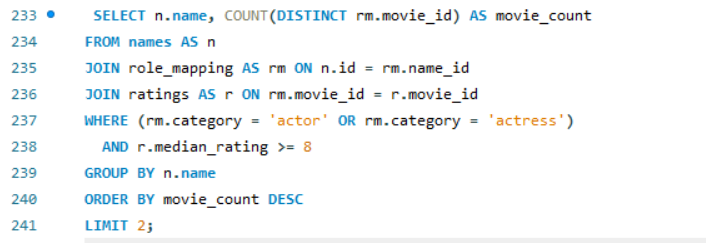 233 SELECT n.name, COUNT(DISTINCT rm.movie_id) AS movie_count
234 FROM names AS n
235 JOIN role_mapping AS rm ON n.id = rm.name_id
236 JOIN ratings AS r ON rm.movie_id = r.movie_id
237 WHERE (rm.category = 'actor' OR rm.category = 'actress')
238 AND r.median_rating >= 8
239 GROUP BY n.name
240 ORDER BY movie_count DESC
241 LIMIT 2;